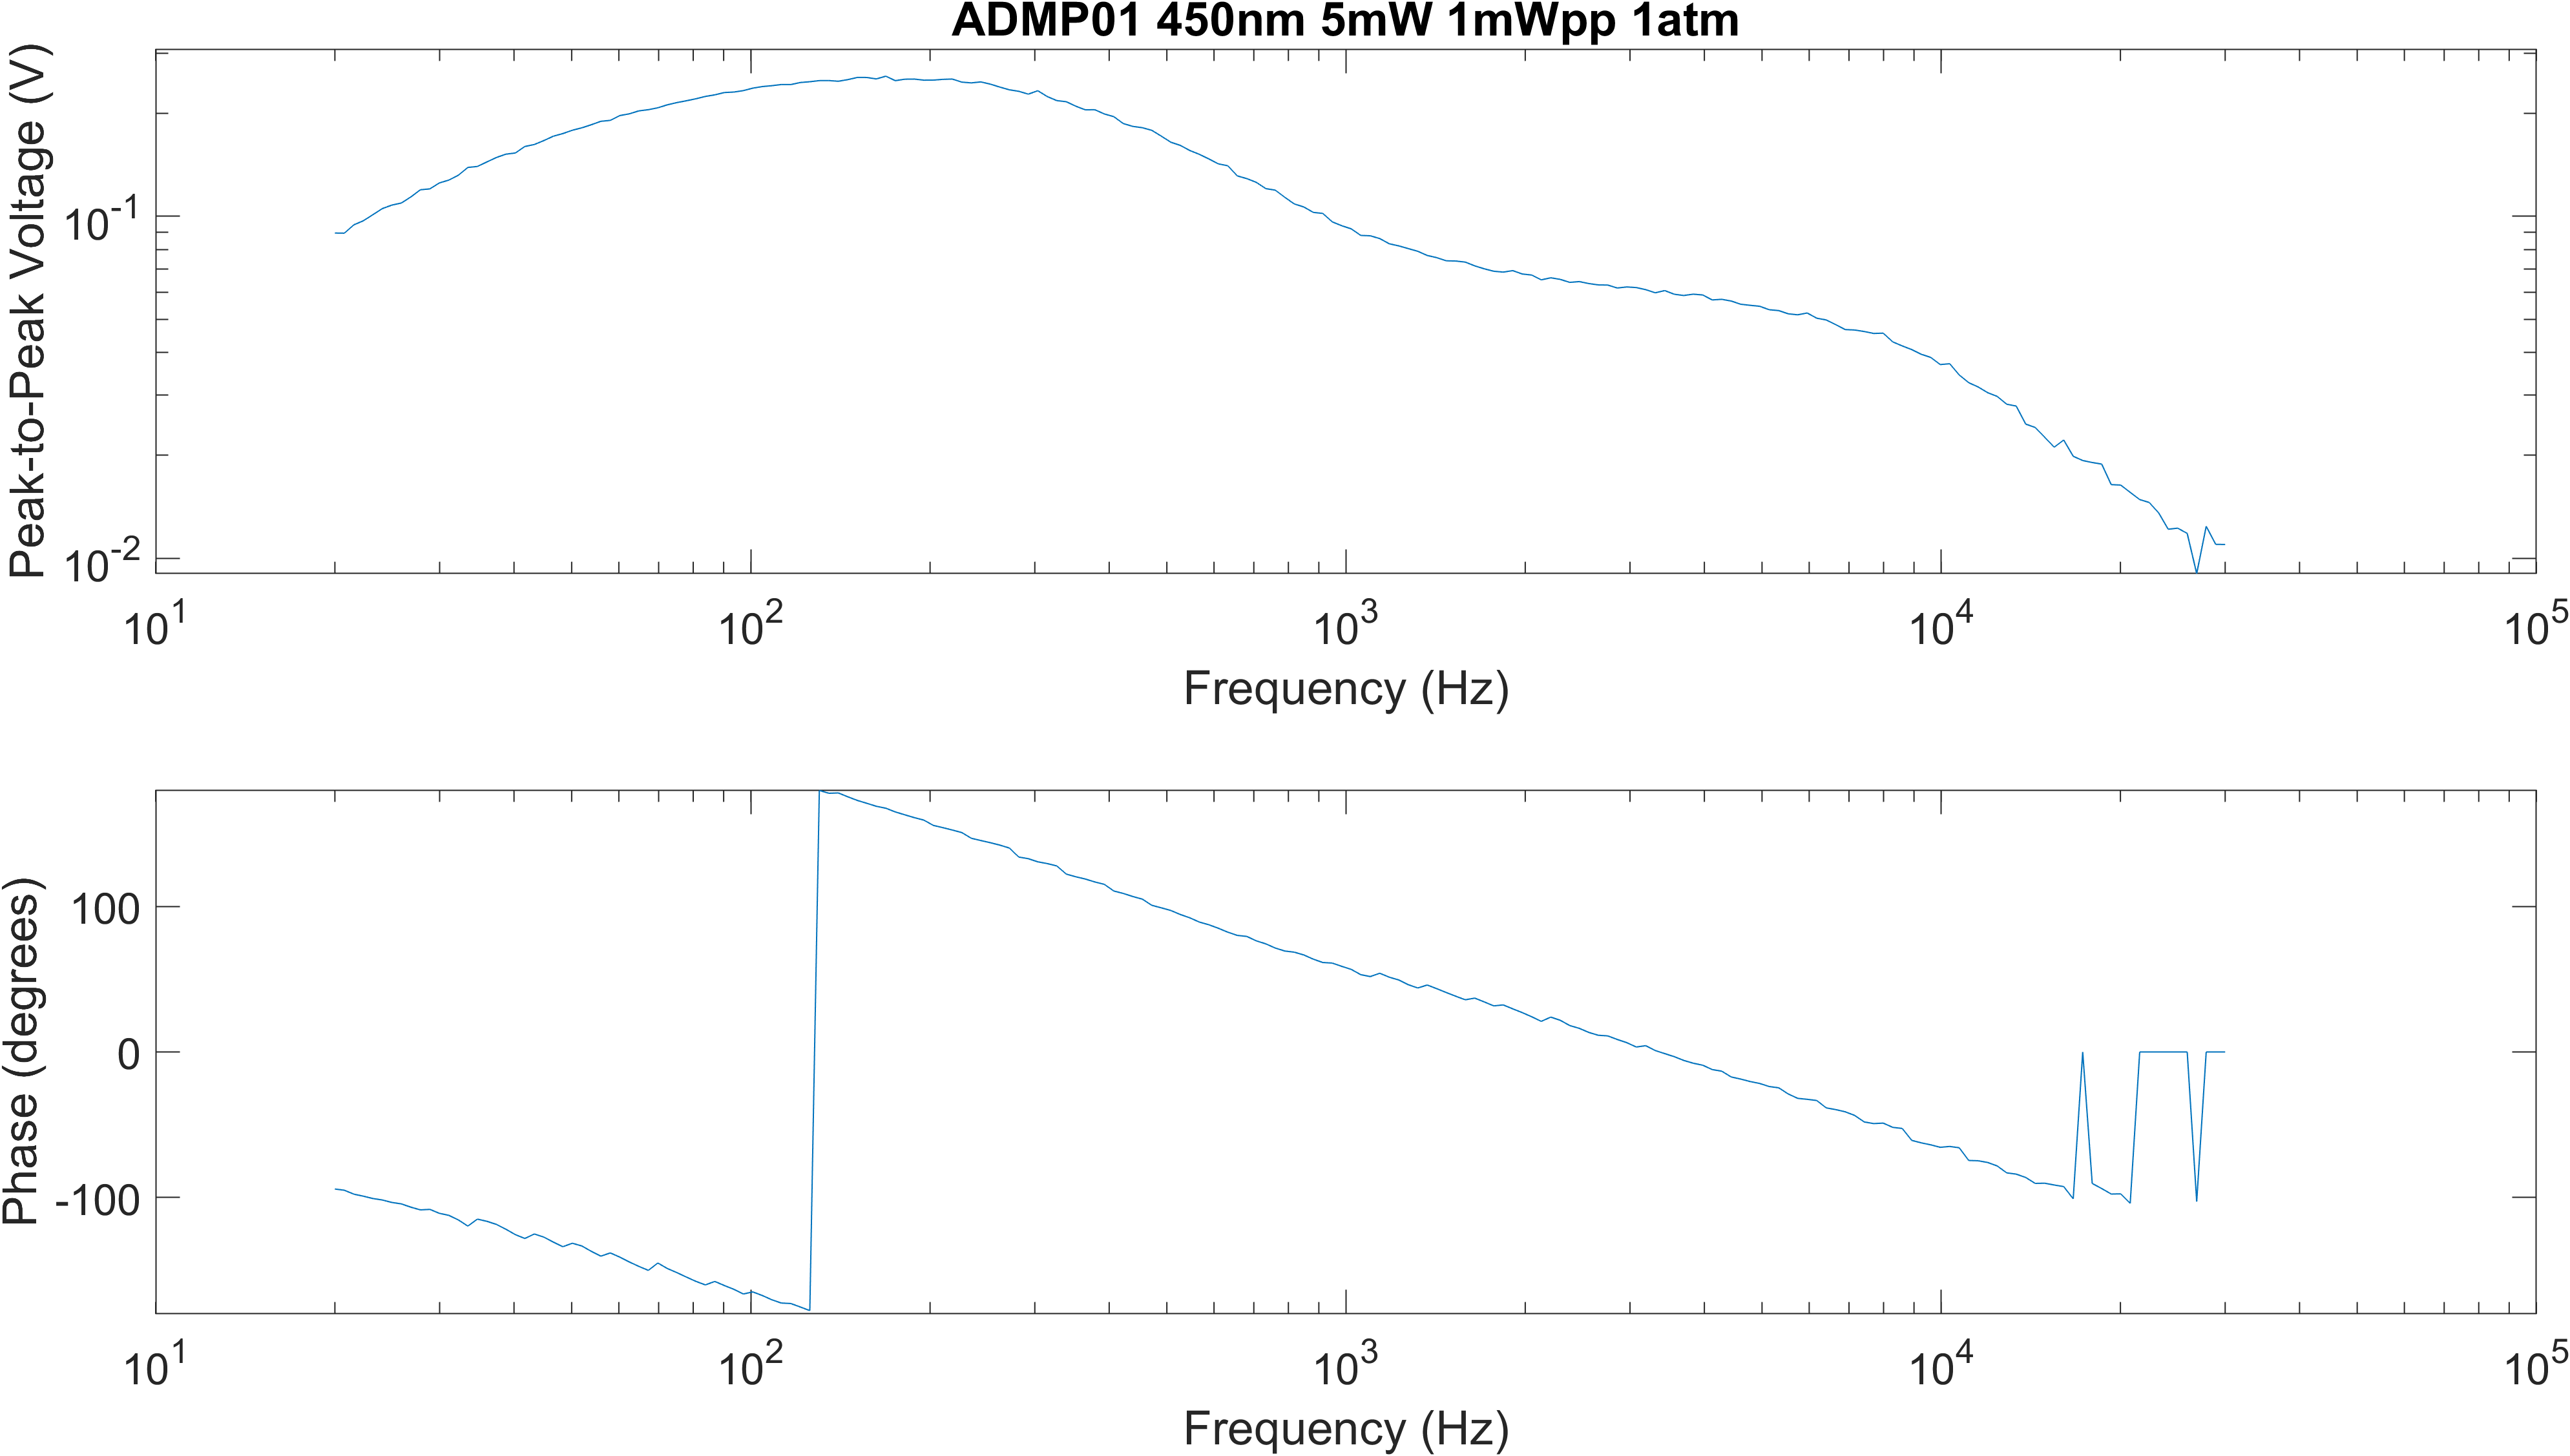 ADMP01 450nm 5mW 1mWpp 1atm
Peak-to-Peak Voltage (V)
10^-1
10^-2
10^1 10^2 10^3 10^4 10^5
Frequency (Hz)
Phase (degrees)
100
0
-100
10^1 10^2 10^3 10^4 10^5
Frequency (Hz)